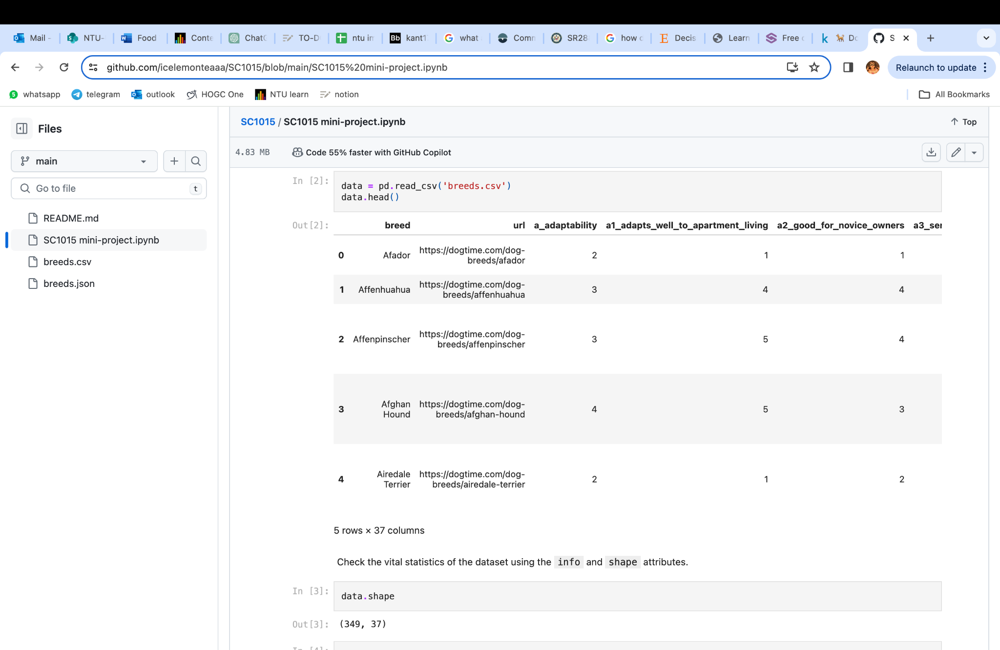 Mail -
NTU-
Food
Conte
ChatG
TO-D
ntu in
Bb kant1
what
Comn
SR28
how
Decis
Learn
Free
Do
S
github.com/icelemonteaaa/SC1015/blob/main/SC1015%20mini-project.ipynb
Relaunch to update
5 whatsapp
telegram
outlook
HOGC One
NTU learn
notion
All Bookmarks
Files
main
Go to file
t
README.md
SC1015 mini-project.ipynb
breeds.csv
breeds.json
SC1015 / SC1015 mini-project.ipynb
Top
4.83 MB
Code 55% faster with GitHub Copilot
In [2]:
data = pd.read_csv('breeds.csv')
data.head()
Out[2]:
breed url a_adaptability a1_adapts_well_to_apartment_living a2_good_for_novice_owners a3_ser
0 Afador https://dogtime.com/dog-breeds/afador 2 1 1
1 Affenhuahua https://dogtime.com/dog-breeds/affenhuahua 3 4 4
2 Affenpinscher https://dogtime.com/dog-breeds/affenpinscher 3 5 4
3 Afghan Hound https://dogtime.com/dog-breeds/afghan-hound 4 5 3
4 Airedale Terrier https://dogtime.com/dog-breeds/airedale-terrier 2 1 2
5 rows × 37 columns
Check the vital statistics of the dataset using the info and shape attributes.
In [3]:
data.shape
Out[3]: (349, 37)
In [4]: